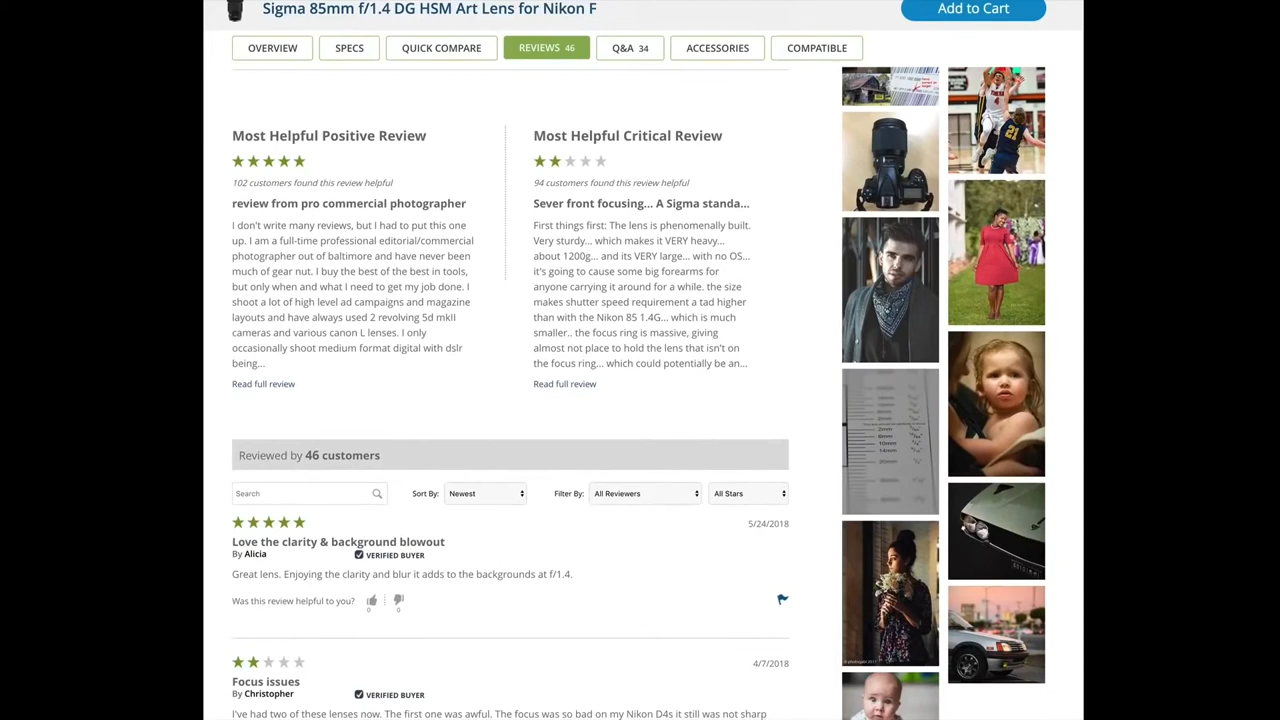 Sigma 85mm f/1.4 DG HSM Art Lens for Nikon F
Add to Cart
OVERVIEW
SPECS
QUICK COMPARE
REVIEWS 46
Q&A 34
ACCESSORIES
COMPATIBLE
Most Helpful Positive Review
102 customers found this review helpful
review from pro commercial photographer
I don't write many reviews, but I had to put this one
up. I am a full-time professional editorial/commercial
photographer out of baltimore and have never been
much of gear nut. I buy the best of the best in tools,
but only when and what I need to get my job done. I
shoot a lot of high level ad campaigns and magazine
layouts and have always used 2 revolving 5d mkII
cameras and various canon L lenses. I only
occasionally shoot medium format digital with dslr
being...
Read full review
Most Helpful Critical Review
94 customers found this review helpful
Sever front focusing... A Sigma standa...
First things first: The lens is phenomenally built.
Very sturdy... which makes it VERY heavy...
about 1200g... and its VERY large... with no OS...
it's going to cause some big forearms for
anyone carrying it around for a while. the size
makes shutter speed requirement a tad higher
than with the Nikon 85 1.4G... which is much
smaller.. the focus ring is massive, giving
almost not place to hold the lens that isn't on
the focus ring... which could potentially be an...
Read full review
Reviewed by 46 customers
Search
Sort By: Newest
Filter By: All Reviewers
All Stars
5/24/2018
Love the clarity & background blowout
By Alicia
VERIFIED BUYER
Great lens. Enjoying the clarity and blur it adds to the backgrounds at f/1.4.
Was this review helpful to you?
0 0
4/7/2018
Focus issues
By Christopher
VERIFIED BUYER
I've had two of these lenses now. The first one was awful. The focus was so bad on my Nikon D4s it still was not sharp
4
21